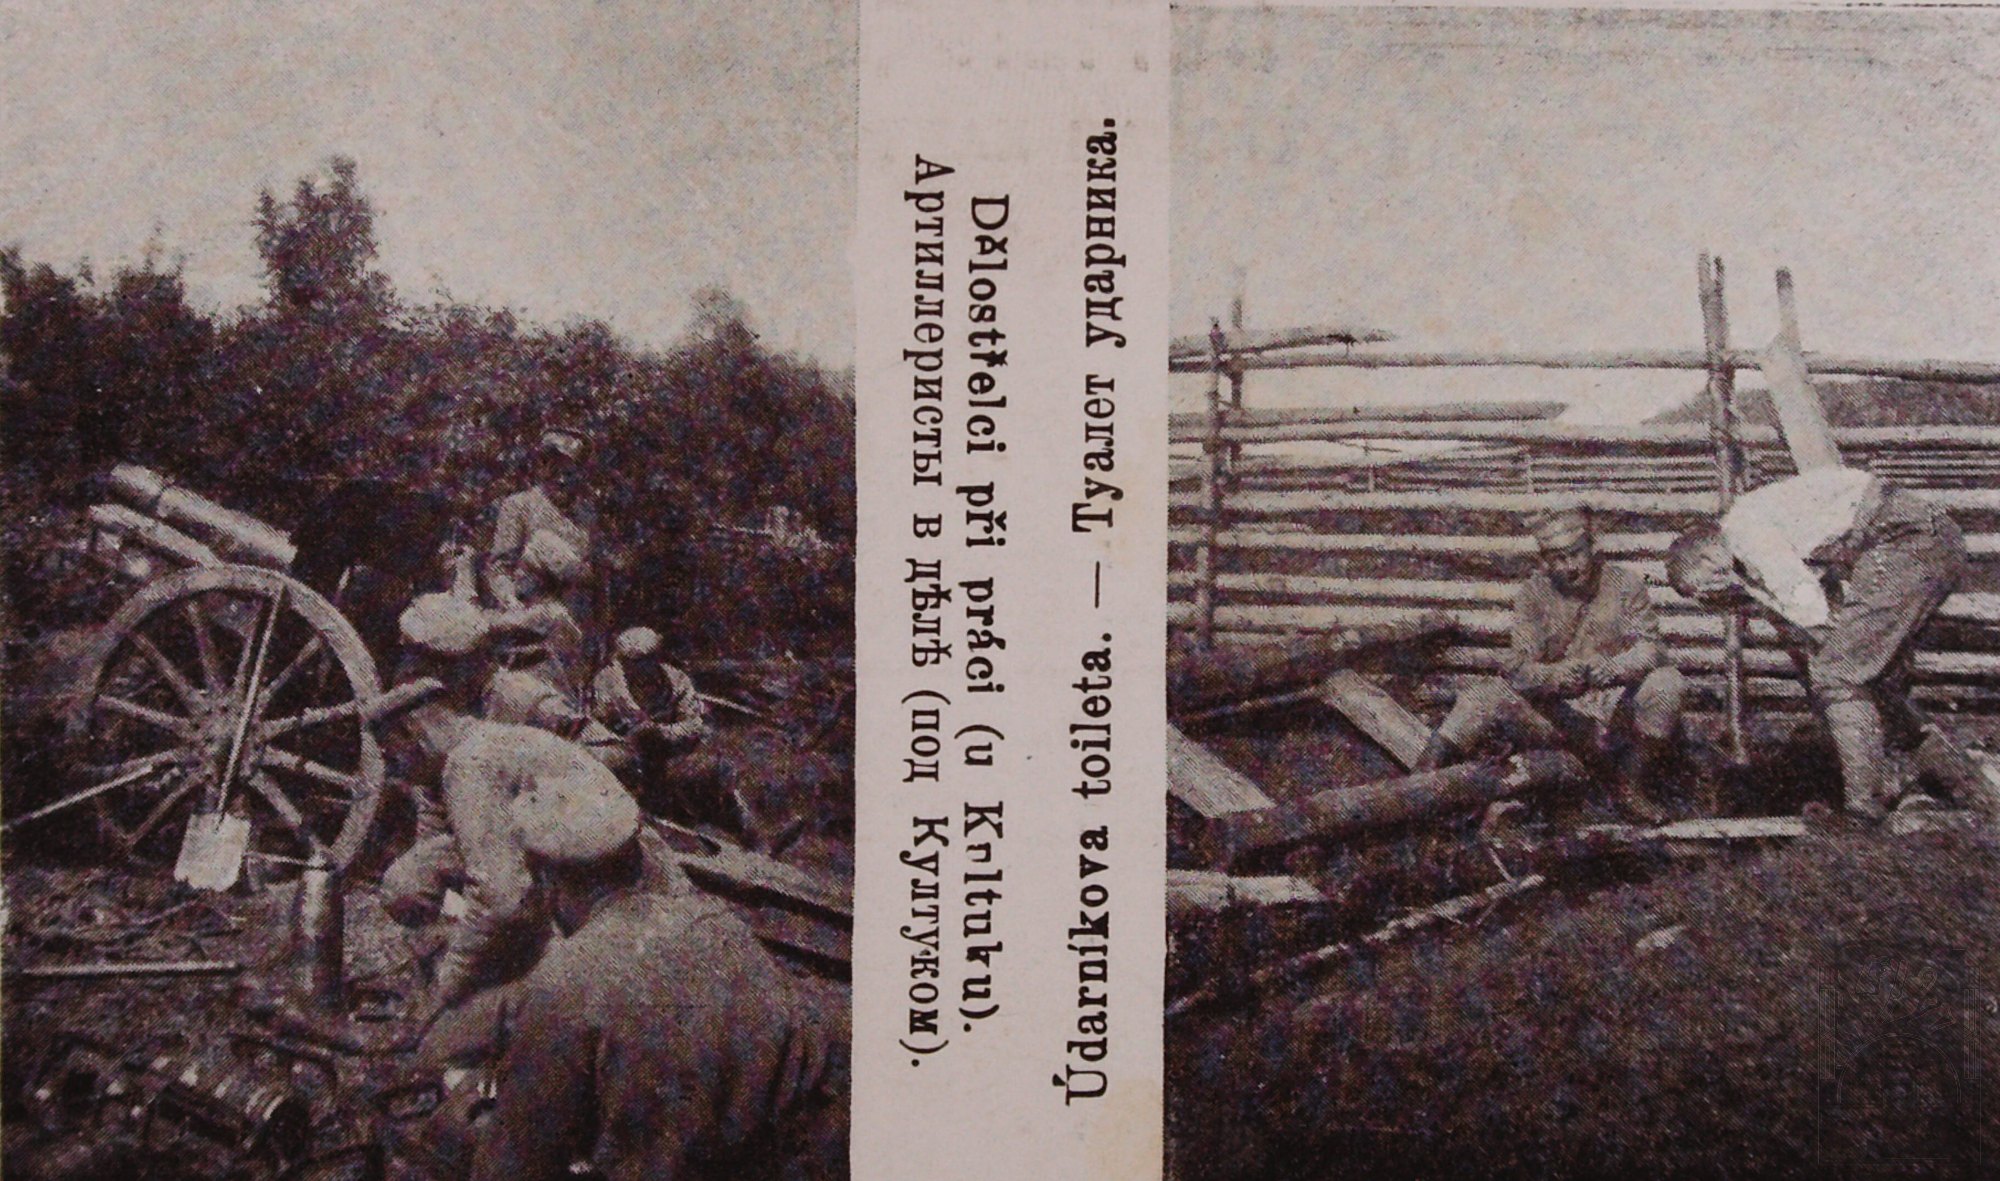 Dělostřelci při práci (u Kultuku).
Артиллеристы в дѣлѣ (под Култуком).
Údarníkova toileta. — Туалет ударника.